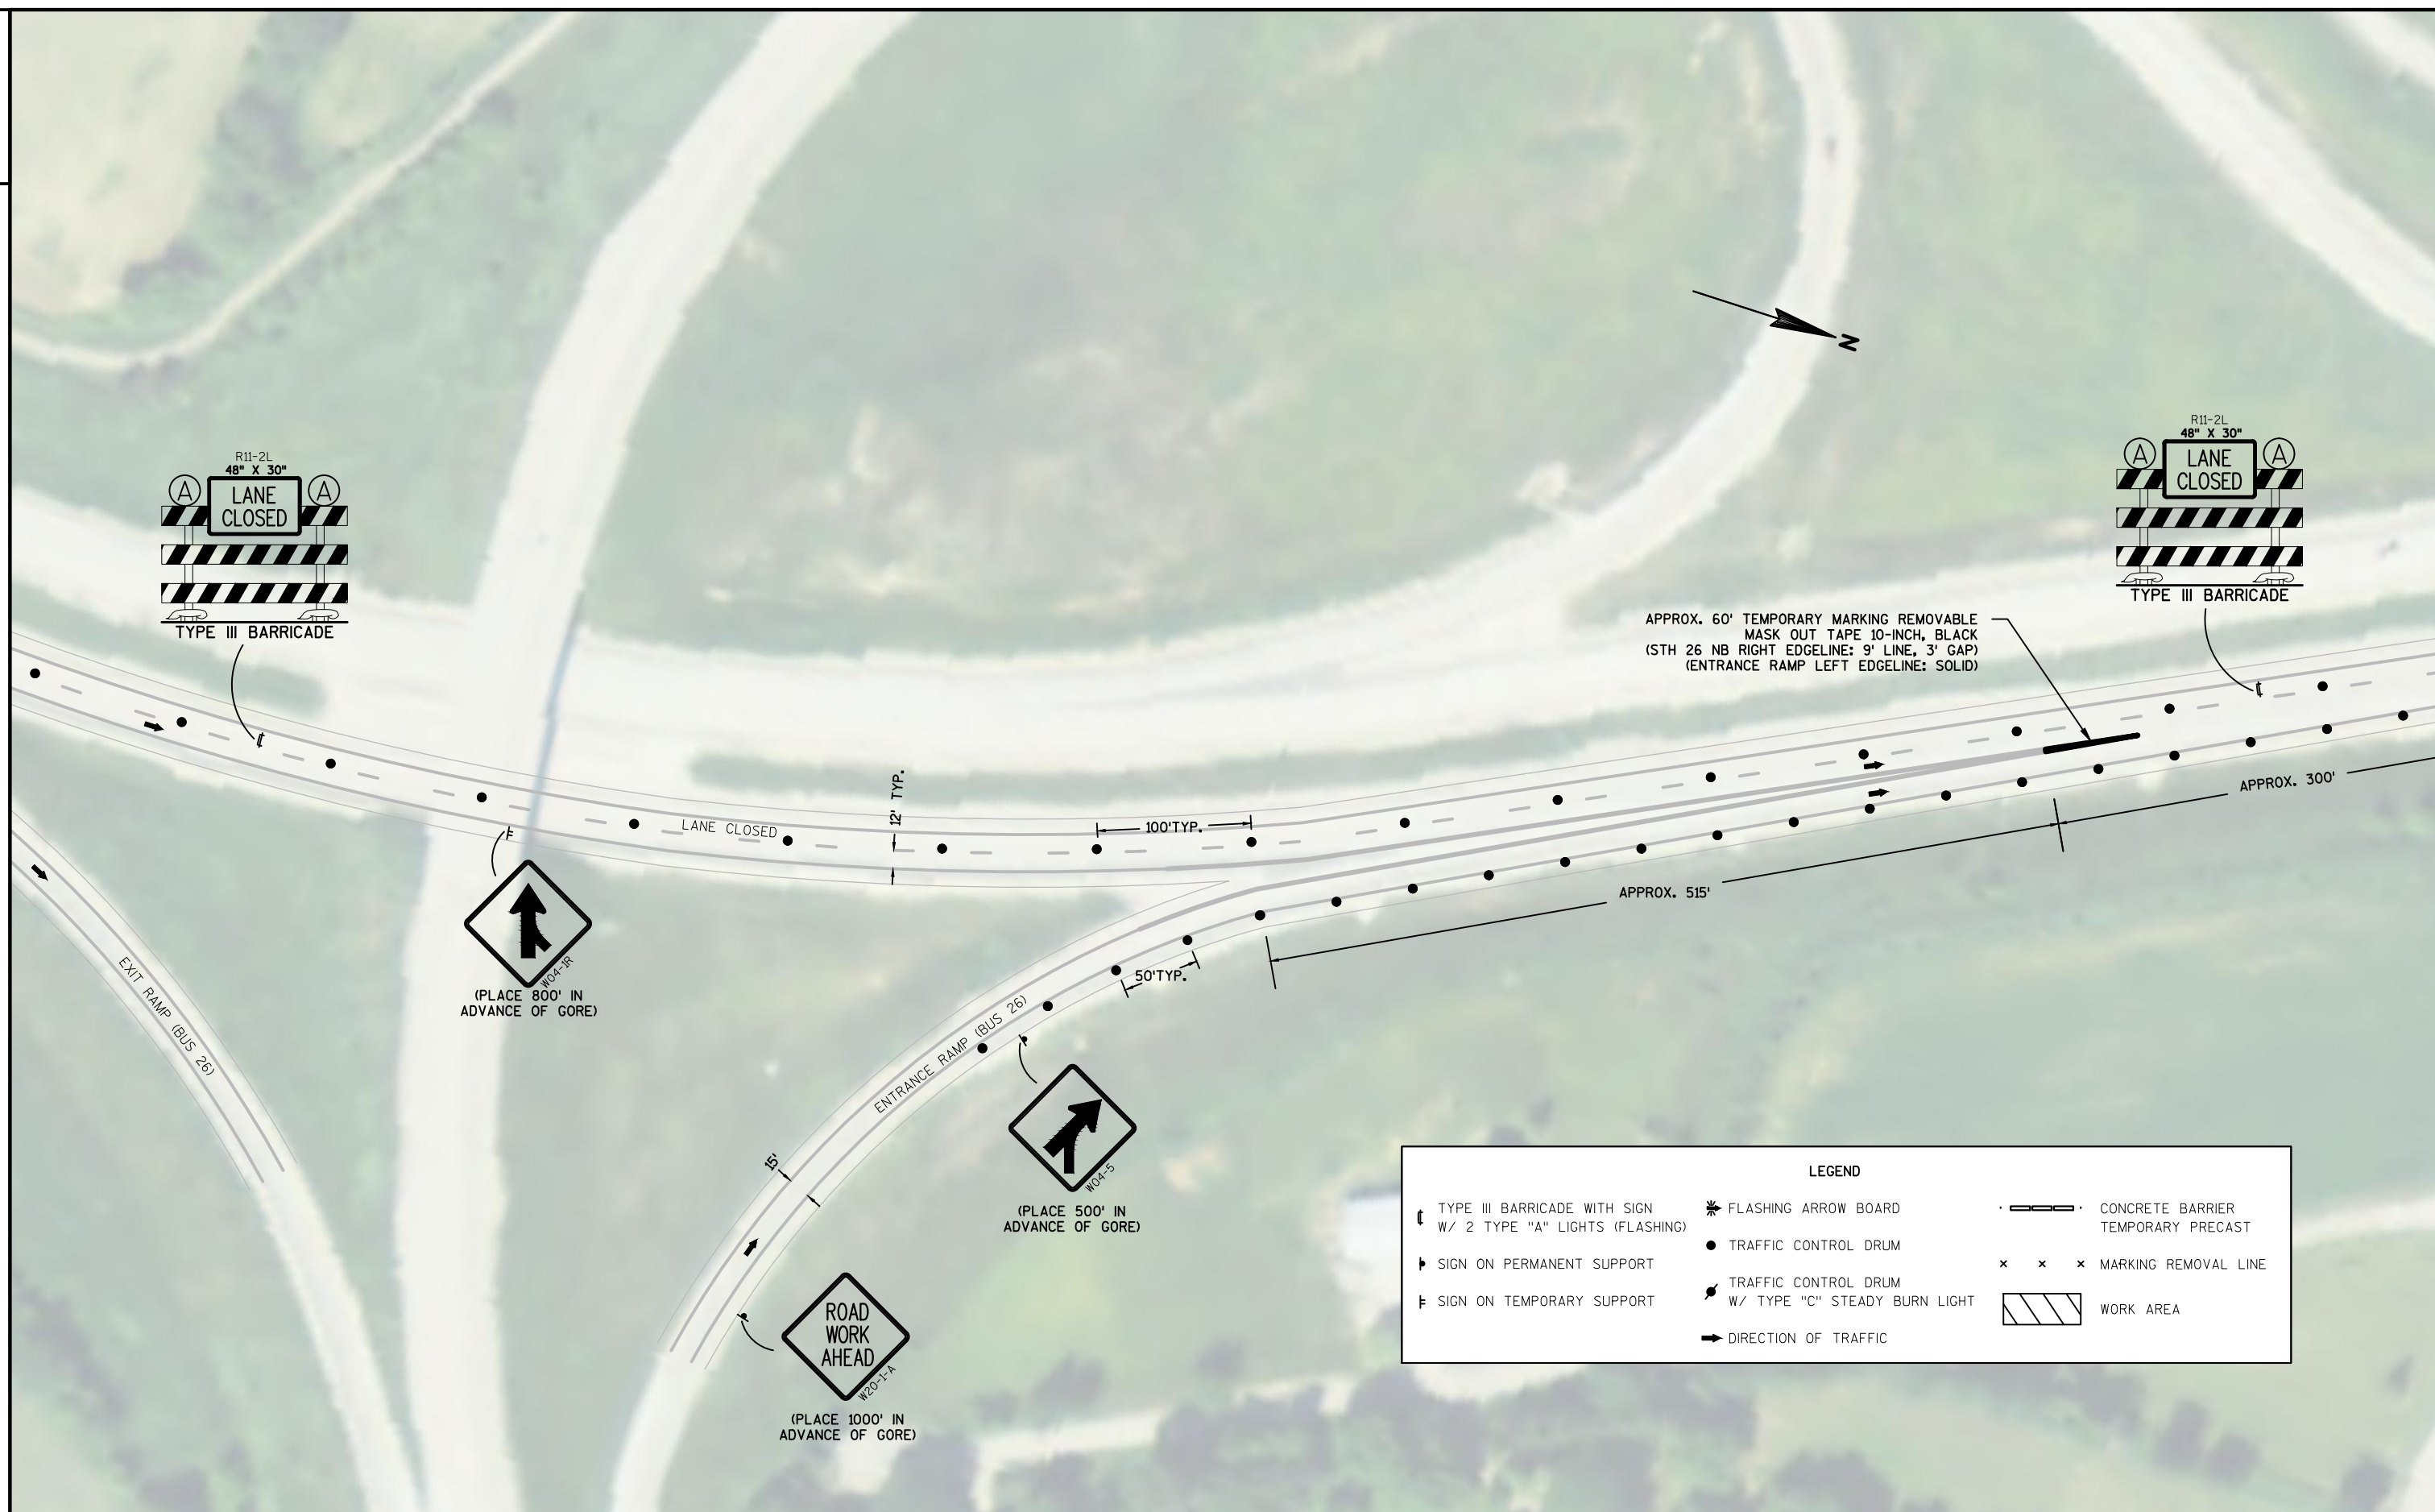 N
R11-2L
48" X 30"
A
LANE
CLOSED
A
TYPE III BARRICADE
R11-2L
48" X 30"
A
LANE
CLOSED
A
TYPE III BARRICADE
APPROX. 60' TEMPORARY MARKING REMOVABLE
MASK OUT TAPE 10-INCH, BLACK
(STH 26 NB RIGHT EDGELINE: 9' LINE, 3' GAP)
(ENTRANCE RAMP LEFT EDGELINE: SOLID)
LANE CLOSED
12' TYP.
100'TYP.
APPROX. 300'
APPROX. 515'
W04-1R
(PLACE 800' IN
ADVANCE OF GORE)
50'TYP.
EXIT RAMP (BUS 26)
ENTRANCE RAMP (BUS 26)
15'
W04-5
(PLACE 500' IN
ADVANCE OF GORE)
ROAD
WORK
AHEAD
W20-1-A
(PLACE 1000' IN
ADVANCE OF GORE)
LEGEND
TYPE III BARRICADE WITH SIGN
W/ 2 TYPE "A" LIGHTS (FLASHING)
SIGN ON PERMANENT SUPPORT
SIGN ON TEMPORARY SUPPORT
FLASHING ARROW BOARD
TRAFFIC CONTROL DRUM
TRAFFIC CONTROL DRUM
W/ TYPE "C" STEADY BURN LIGHT
DIRECTION OF TRAFFIC
CONCRETE BARRIER
TEMPORARY PRECAST
MARKING REMOVAL LINE
WORK AREA